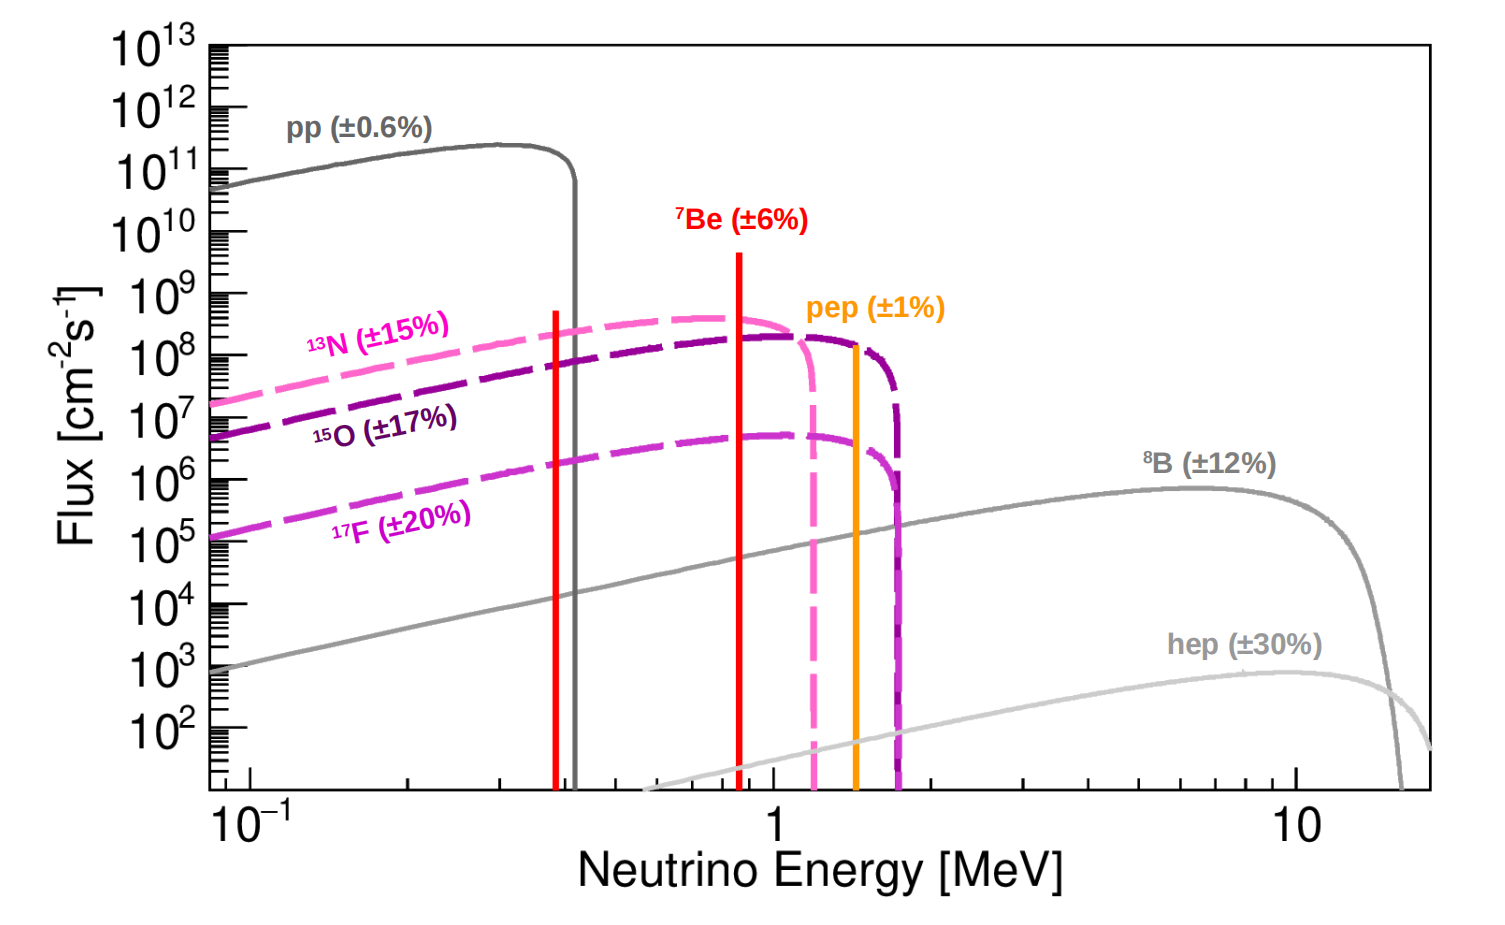 10¹³
10¹²
10¹¹
10¹⁰
10⁹
10⁸
10⁷
10⁶
10⁵
10⁴
10³
10²
Flux [cm⁻²s⁻¹]
pp (±0.6%)
⁷Be (±6%)
pep (±1%)
¹³N (±15%)
¹⁵O (±17%)
¹⁷F (±20%)
⁸B (±12%)
hep (±30%)
10⁻¹
1
10
Neutrino Energy [MeV]